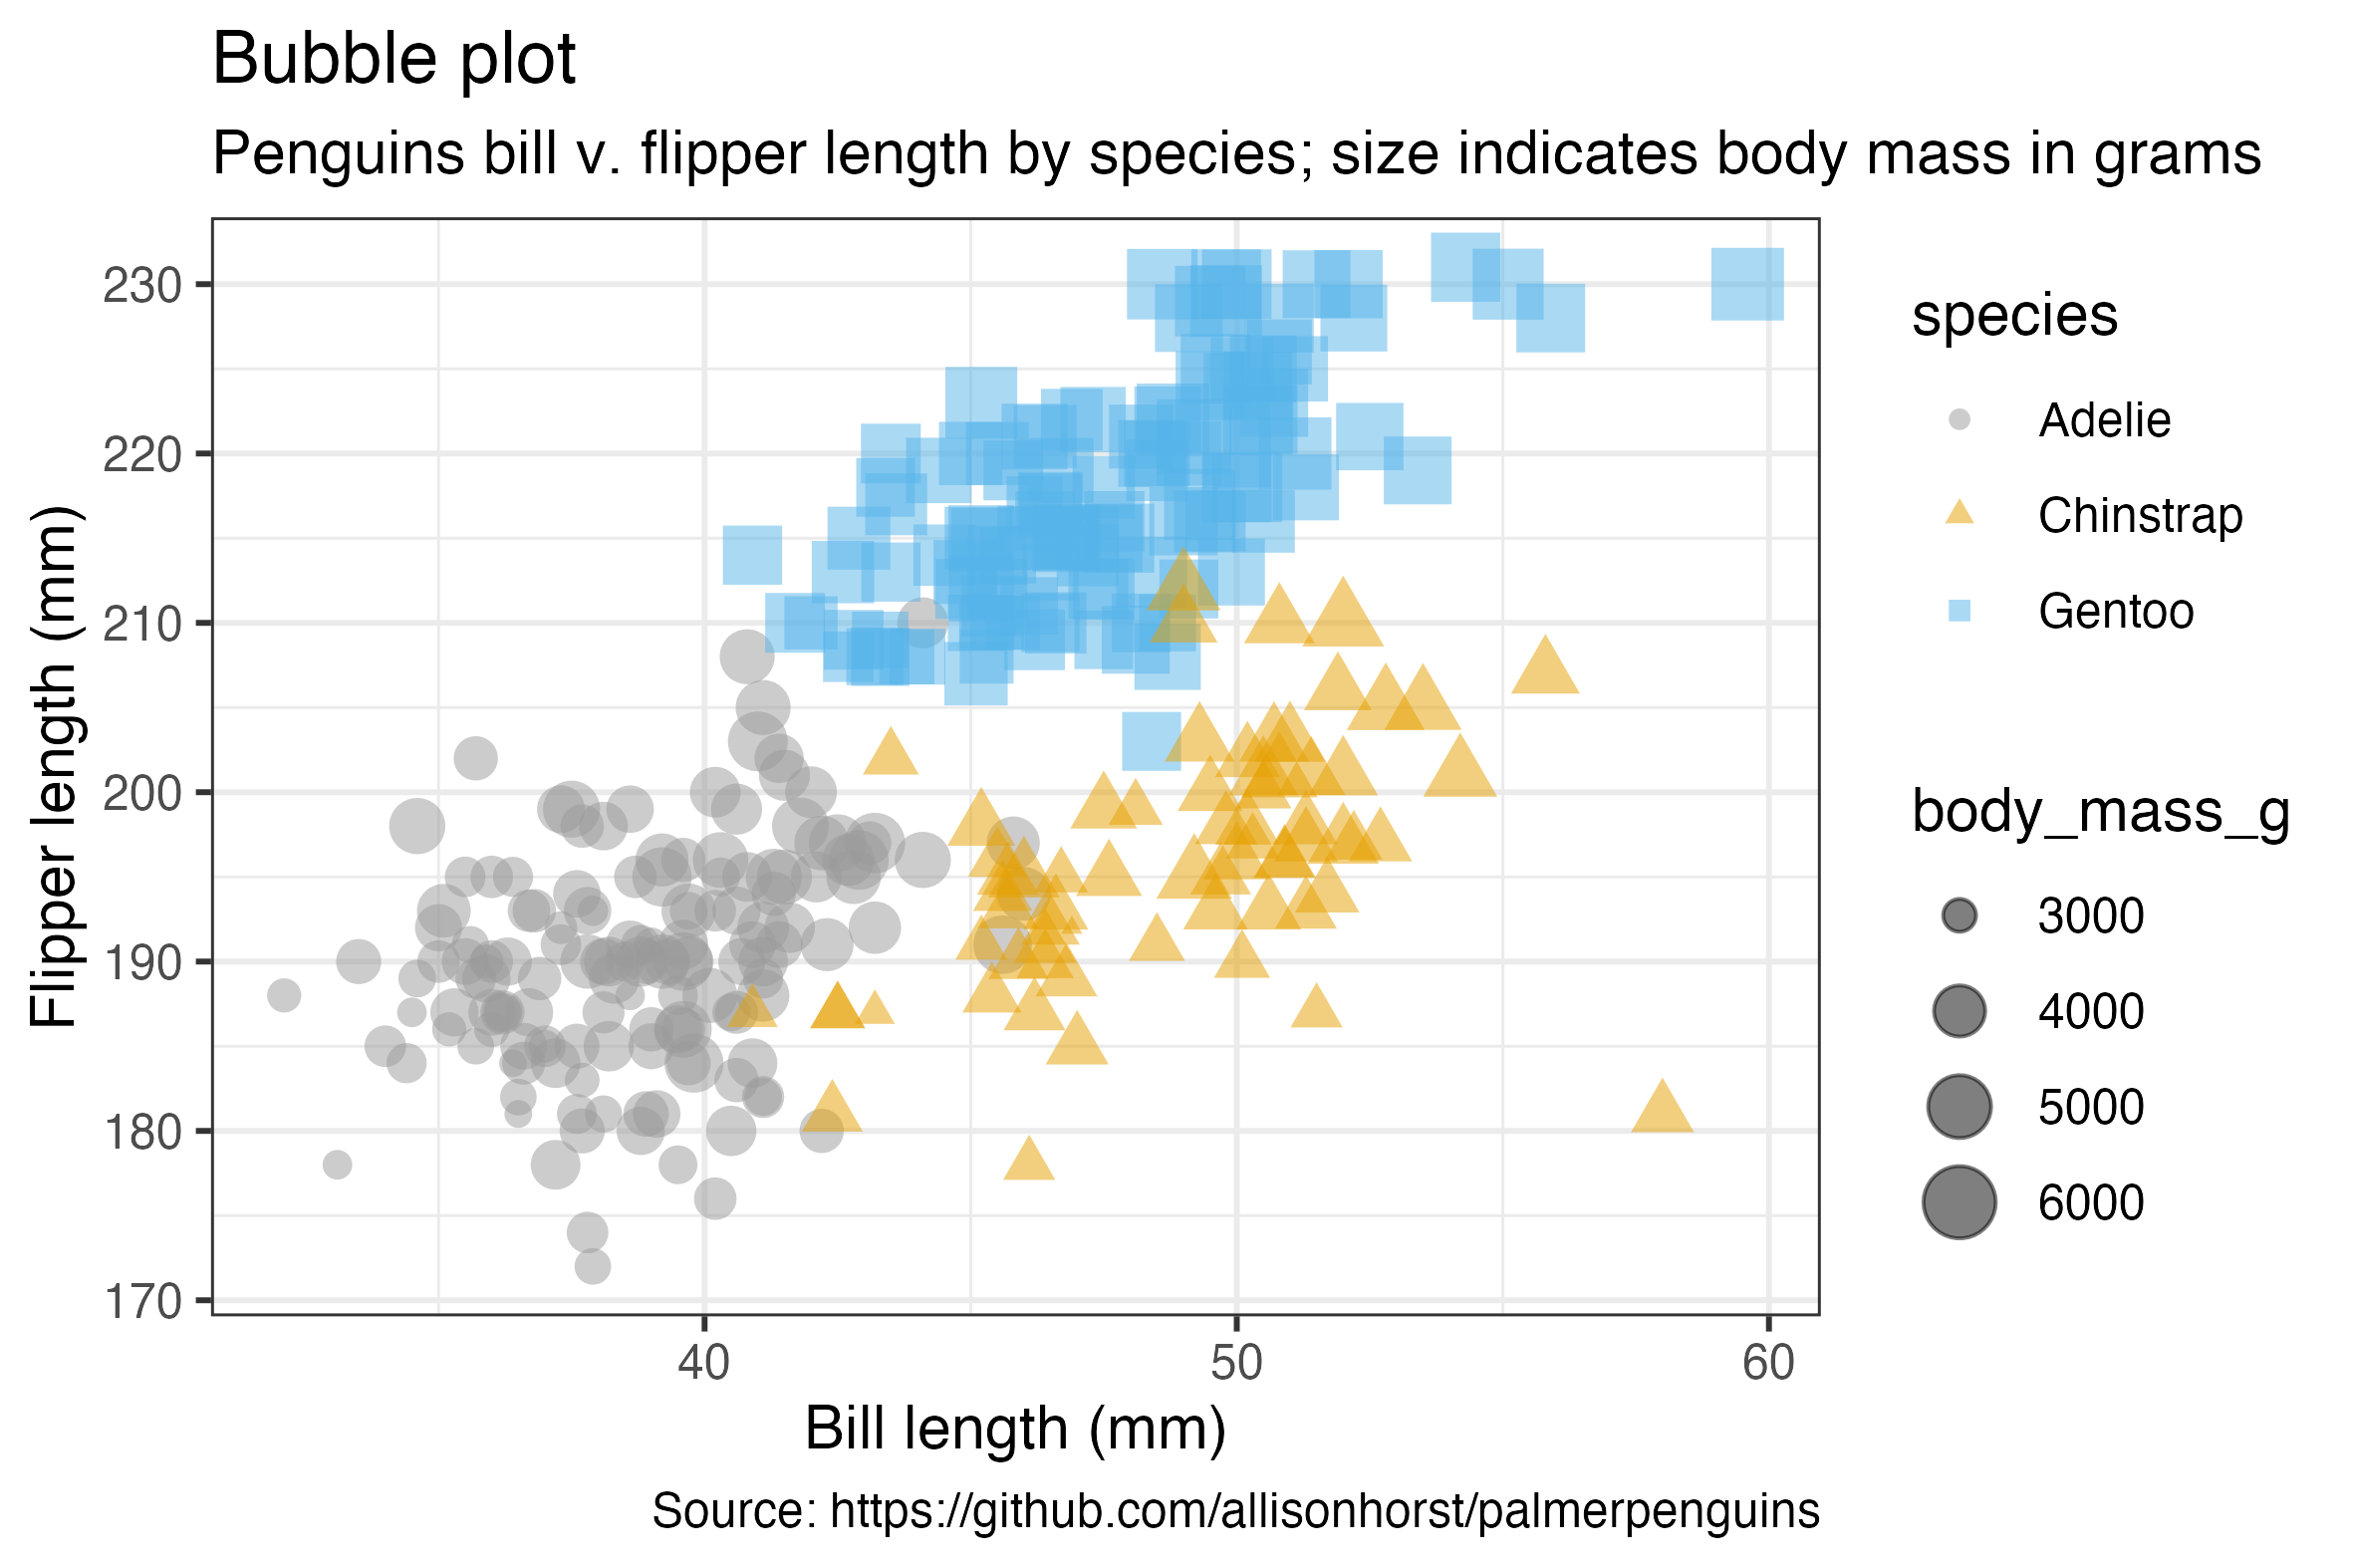 Bubble plot
Penguins bill v. flipper length by species; size indicates body mass in grams
Flipper length (mm)
230
220
210
200
190
180
170
40 50 60
Bill length (mm)
species
Adelie
Chinstrap
Gentoo
body_mass_g
3000
4000
5000
6000
Source: https://github.com/allisonhorst/palmerpenguins